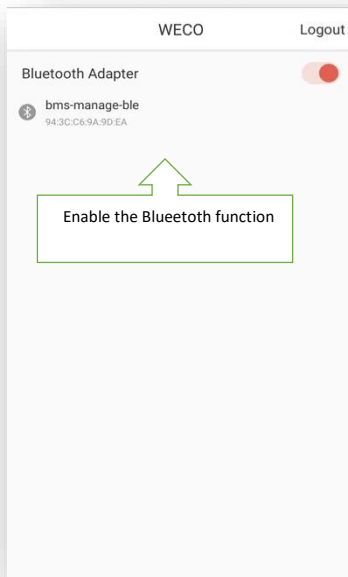 WECO Logout
Bluetooth Adapter
bms-manage-ble
94:3C:C6:9A:9D:EA
Enable the Blueetoth function